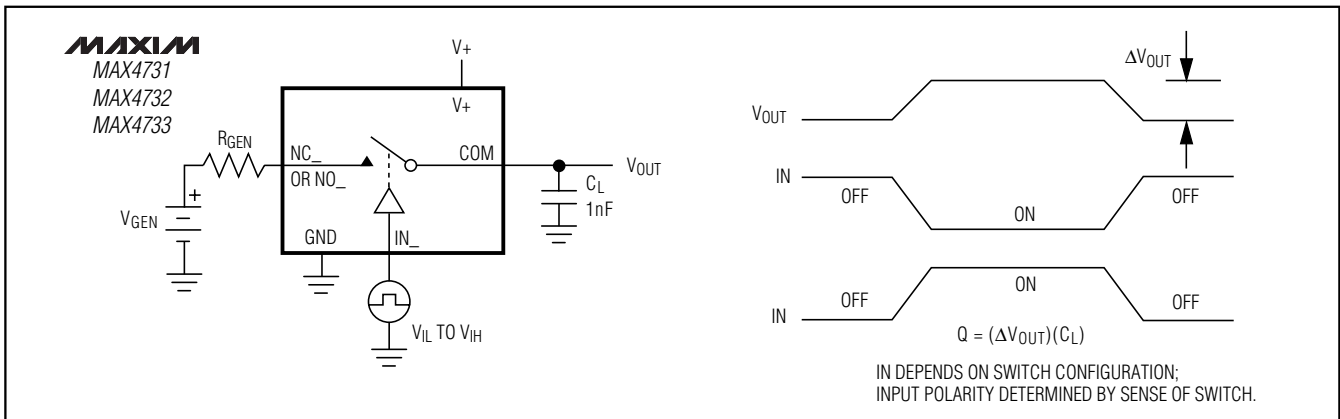 MAXIM
MAX4731
MAX4732
MAX4733
V+
V+
RGEN
NC_
OR NO_
COM
VOUT
CL
1nF
VGEN
+
GND
IN_
VIL TO VIH
ΔVOUT
VOUT
IN
OFF
ON
OFF
IN
OFF
ON
OFF
Q = (ΔVOUT)(CL)
IN DEPENDS ON SWITCH CONFIGURATION;
INPUT POLARITY DETERMINED BY SENSE OF SWITCH.